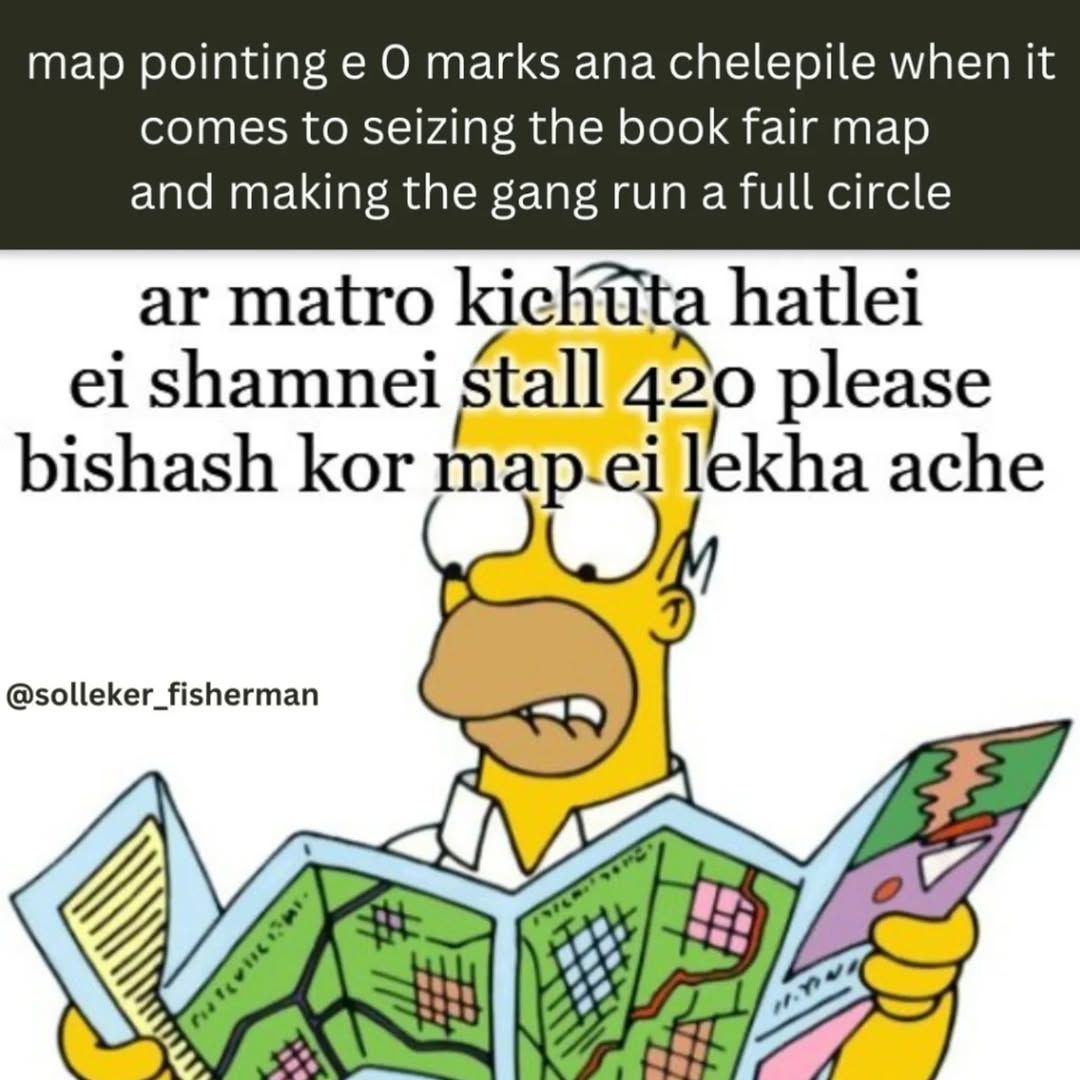 map pointing e 0 marks ana chelepile when it
comes to seizing the book fair map
and making the gang run a full circle
ar matro kichuta hatlei
ei shamnei stall 420 please
bishash kor map ei lekha ache
@solleker_fisherman